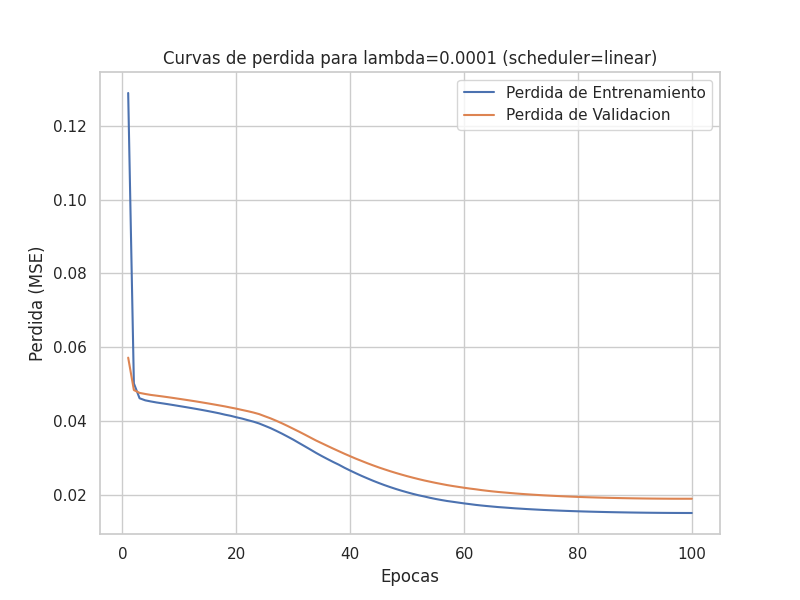 Curvas de perdida para lambda=0.0001 (scheduler=linear)
Perdida de Entrenamiento
Perdida de Validacion
Perdida (MSE)
0.12
0.10
0.08
0.06
0.04
0.02
0 20 40 60 80 100
Epocas